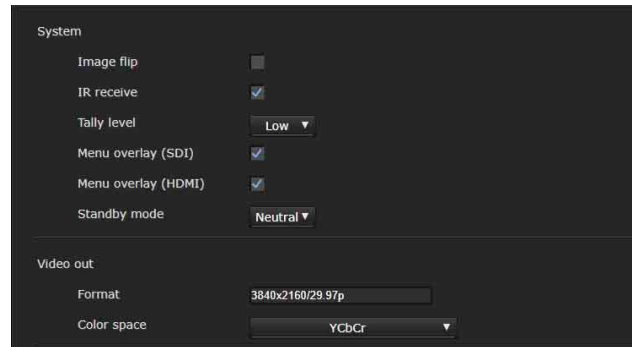 System
Image flip
IR receive
Tally level Low
Menu overlay (SDI)
Menu overlay (HDMI)
Standby mode Neutral
Video out
Format 3840x2160/29.97p
Color space YCbCr